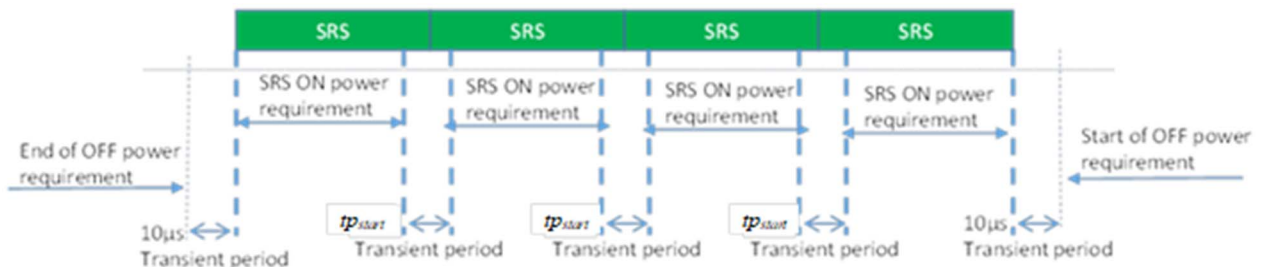 SRS SRS SRS SRS
SRS ON power
requirement
SRS ON power
requirement
SRS ON power
requirement
SRS ON power
requirement
End of OFF power
requirement
Start of OFF power
requirement
10μs
Transient period
tpstart
Transient period
tpstart
Transient period
tpstart
Transient period
10μs
Transient period